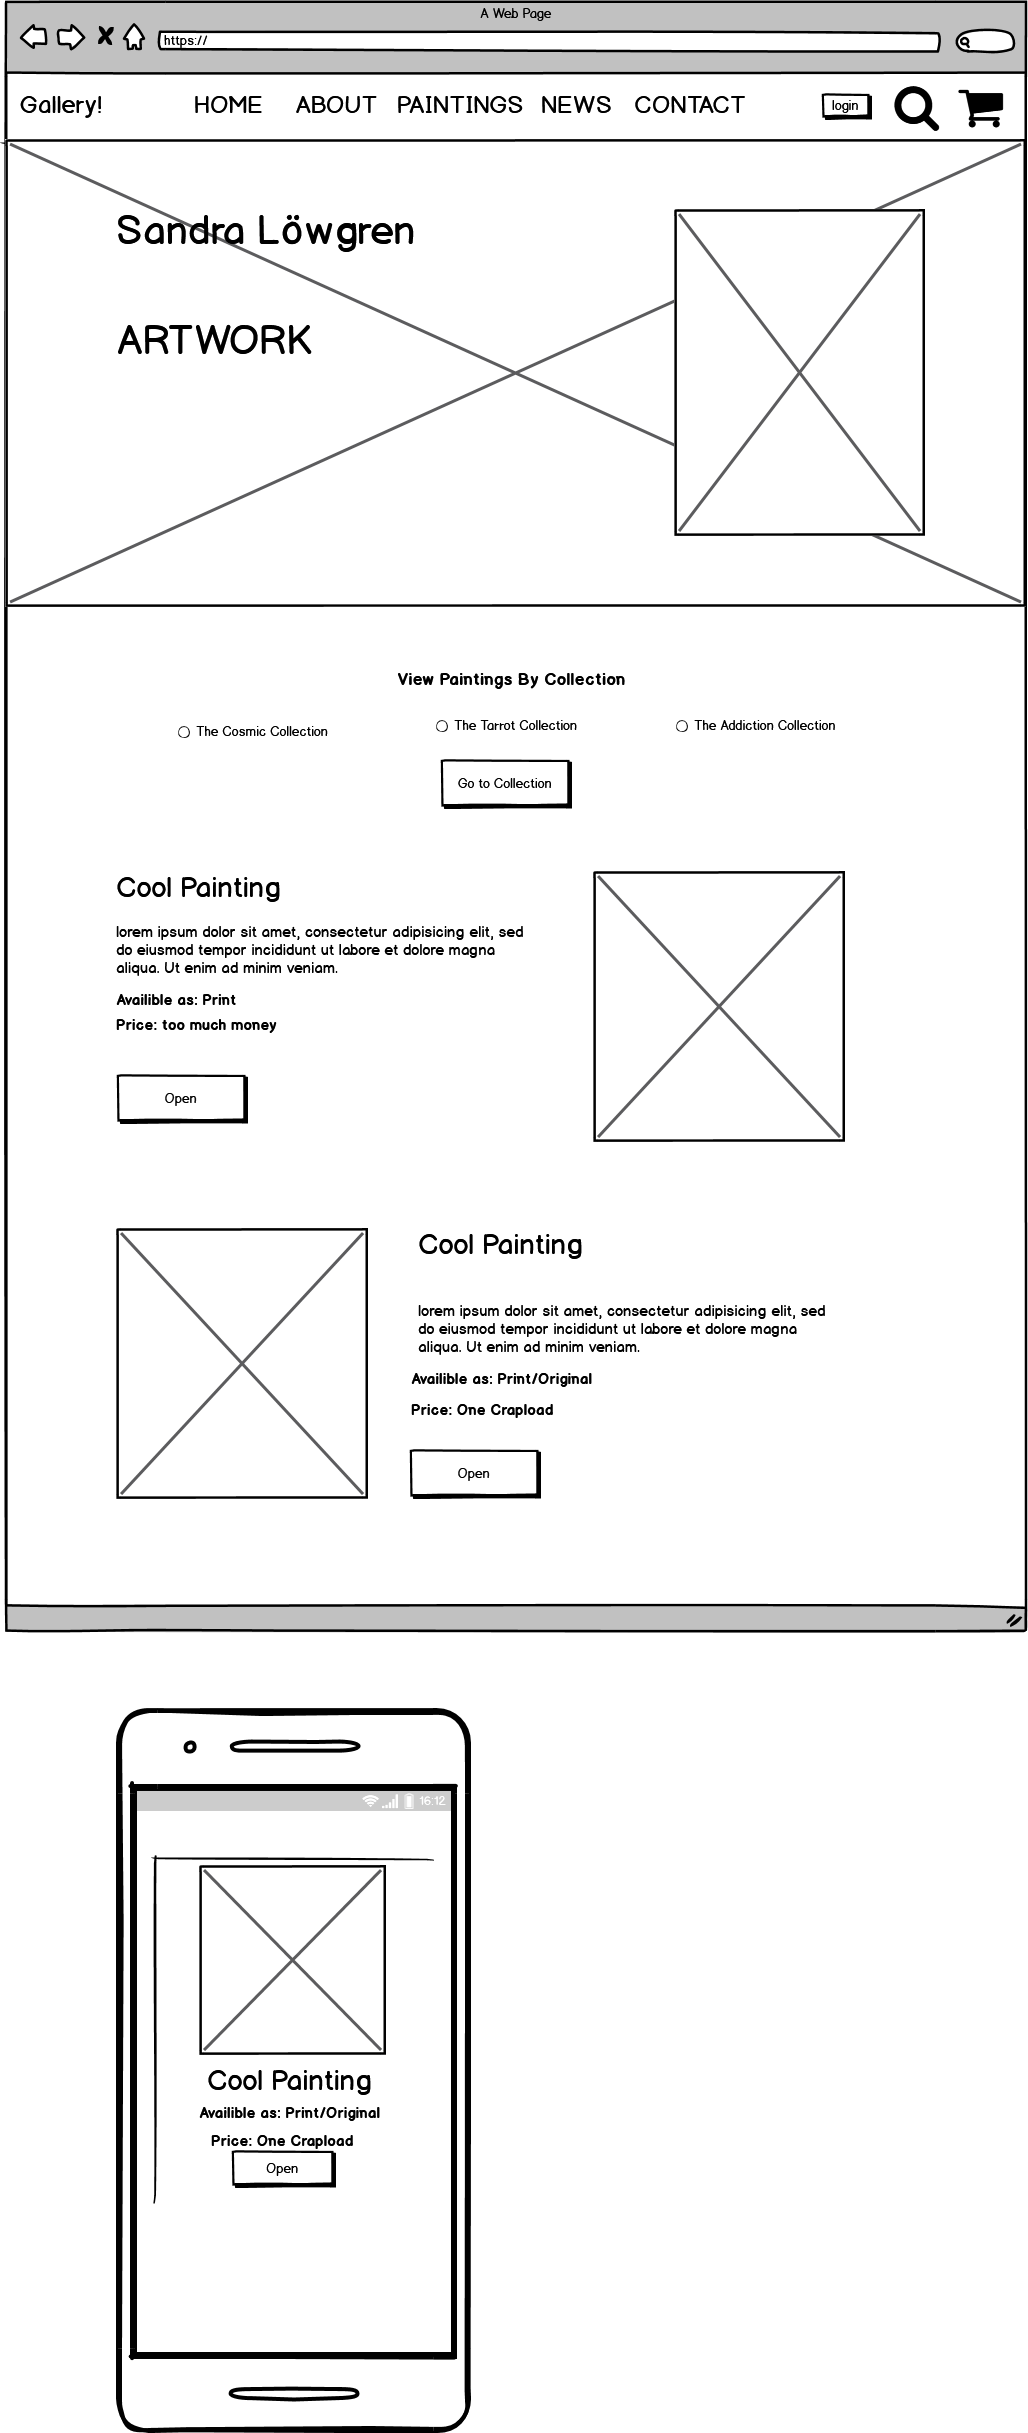 A Web Page
https://
Gallery!
HOME ABOUT PAINTINGS NEWS CONTACT
login
Sandra Löwgren
ARTWORK
View Paintings By Collection
The Cosmic Collection
The Tarrot Collection
The Addiction Collection
Go to Collection
Cool Painting
lorem ipsum dolor sit amet, consectetur adipisicing elit, sed
do eiusmod tempor incididunt ut labore et dolore magna
aliqua. Ut enim ad minim veniam.
Availible as: Print
Price: too much money
Open
Cool Painting
lorem ipsum dolor sit amet, consectetur adipisicing elit, sed
do eiusmod tempor incididunt ut labore et dolore magna
aliqua. Ut enim ad minim veniam.
Availible as: Print/Original
Price: One Crapload
Open
16:12
Cool Painting
Availible as: Print/Original
Price: One Crapload
Open